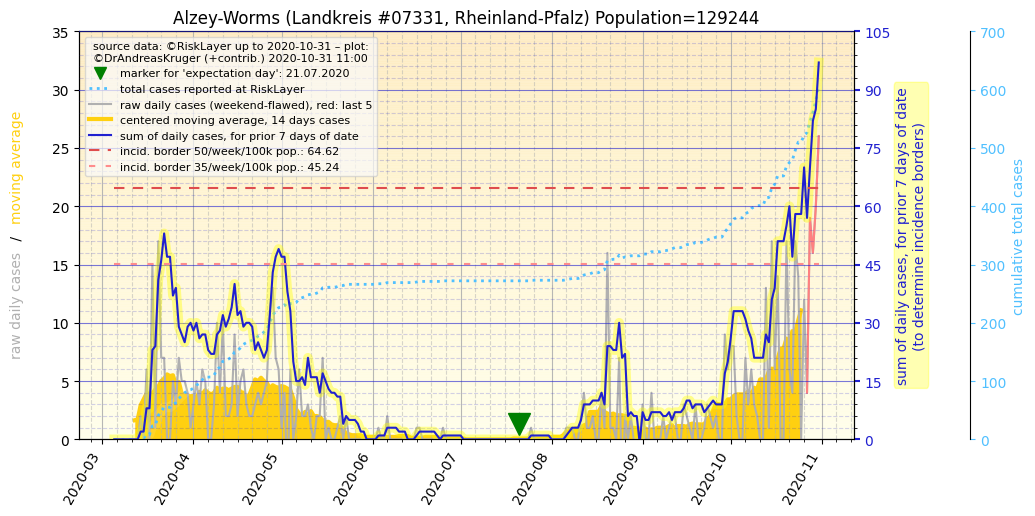 Alzey-Worms (Landkreis #07331, Rheinland-Pfalz) Population=129244
source data: ©RiskLayer up to 2020-10-31 – plot:
©DrAndreasKruger (+contrib.) 2020-10-31 11:00
marker for 'expectation day': 21.07.2020
total cases reported at RiskLayer
raw daily cases (weekend-flawed), red: last 5
centered moving average, 14 days cases
sum of daily cases, for prior 7 days of date
incid. border 50/week/100k pop.: 64.62
incid. border 35/week/100k pop.: 45.24
raw daily cases / moving average
35
30
25
20
15
10
5
0
2020-03
2020-04
2020-05
2020-06
2020-07
2020-08
2020-09
2020-10
2020-11
105
90
75
60
45
30
15
0
sum of daily cases, for prior 7 days of date
(to determine incidence borders)
700
600
500
400
300
200
100
0
cumulative total cases